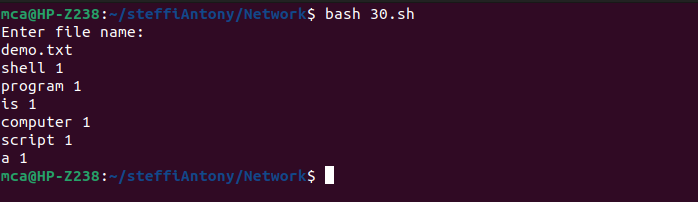 mca@HP-Z238:~/steffiAntony/Network$ bash 30.sh
Enter file name:
demo.txt
shell 1
program 1
is 1
computer 1
script 1
a 1
mca@HP-Z238:~/steffiAntony/Network$